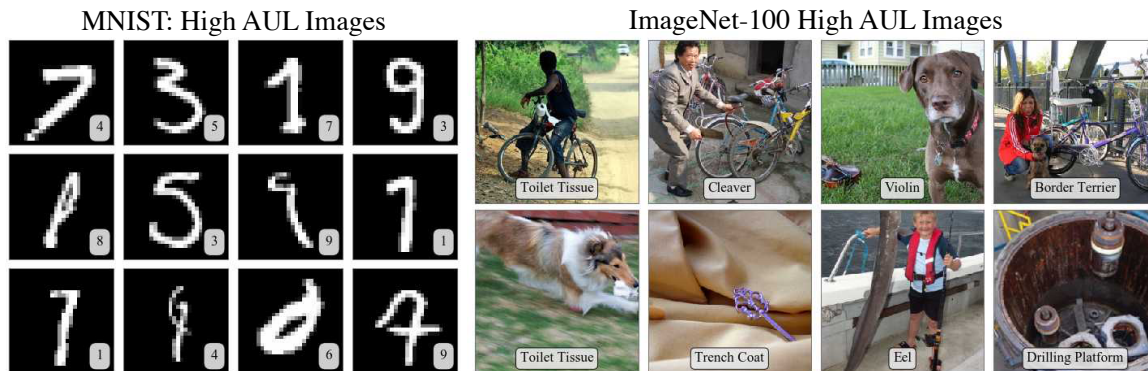 MNIST: High AUL Images
4
5
7
3
8
3
9
1
1
4
6
9
ImageNet-100 High AUL Images
Toilet Tissue
Cleaver
Violin
Border Terrier
Toilet Tissue
Trench Coat
Eel
Drilling Platform